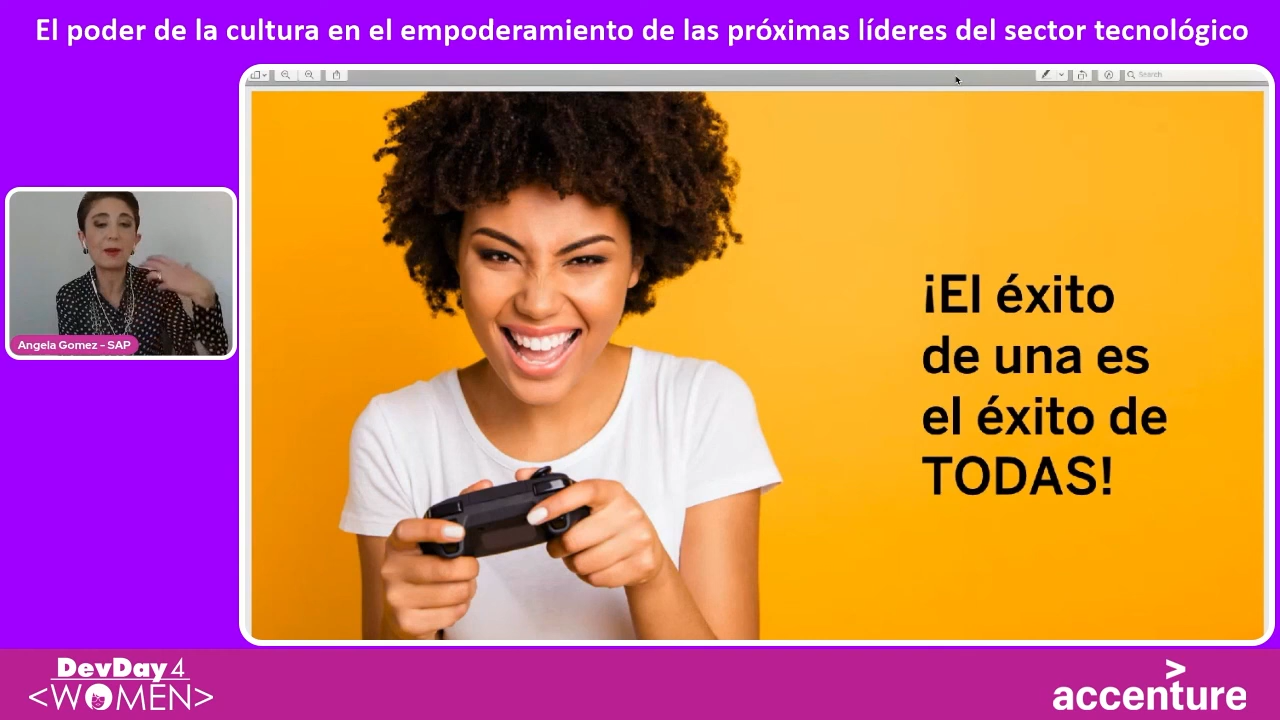 El poder de la cultura en el empoderamiento de las próximas líderes del sector tecnológico
Search
Angela Gomez - SAP
¡El éxito
de una es
el éxito de
TODAS!
DevDay 4
<WOMEN>
accenture